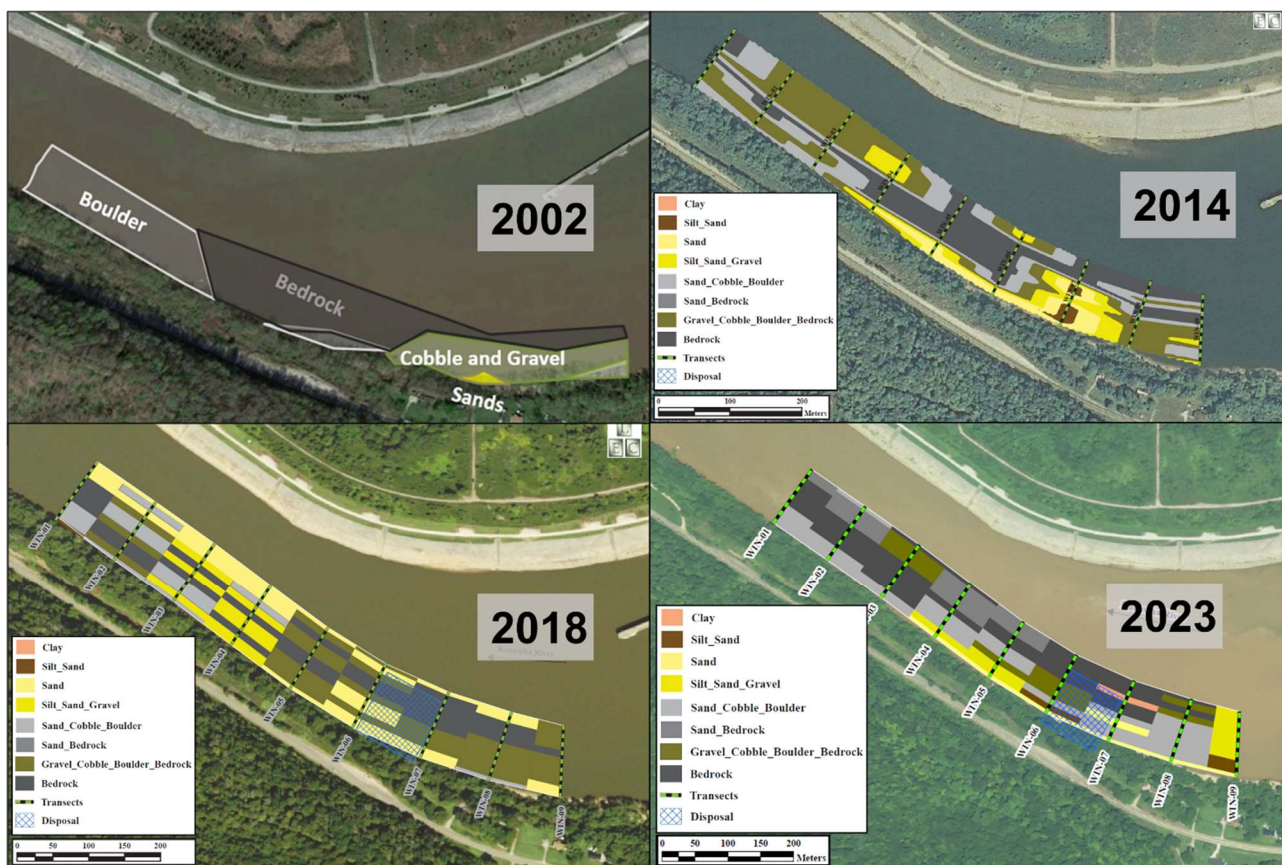 Boulder
2002
Bedrock
Cobble and Gravel
Sands
2014
Clay
Silt_Sand
Sand
Silt_Sand_Gravel
Sand_Cobble_Boulder
Sand_Bedrock
Gravel_Cobble_Boulder_Bedrock
Bedrock
Transects
Disposal
0 100 200
Meters
2018
WIN-01
WIN-02
WIN-03
WIN-04
WIN-05
WIN-06
WIN-07
WIN-08
WIN-09
Clay
Silt_Sand
Sand
Silt_Sand_Gravel
Sand_Cobble_Boulder
Sand_Bedrock
Gravel_Cobble_Boulder_Bedrock
Bedrock
Transects
Disposal
0 50 100 150 200
2023
WIN-01
WIN-02
WIN-04
WIN-05
WIN-06
WIN-07
WIN-08
WIN-09
Clay
Silt_Sand
Sand
Silt_Sand_Gravel
Sand_Cobble_Boulder
Sand_Bedrock
Gravel_Cobble_Boulder_Bedrock
Bedrock
Transects
Disposal
0 50 100 150 200
Meters